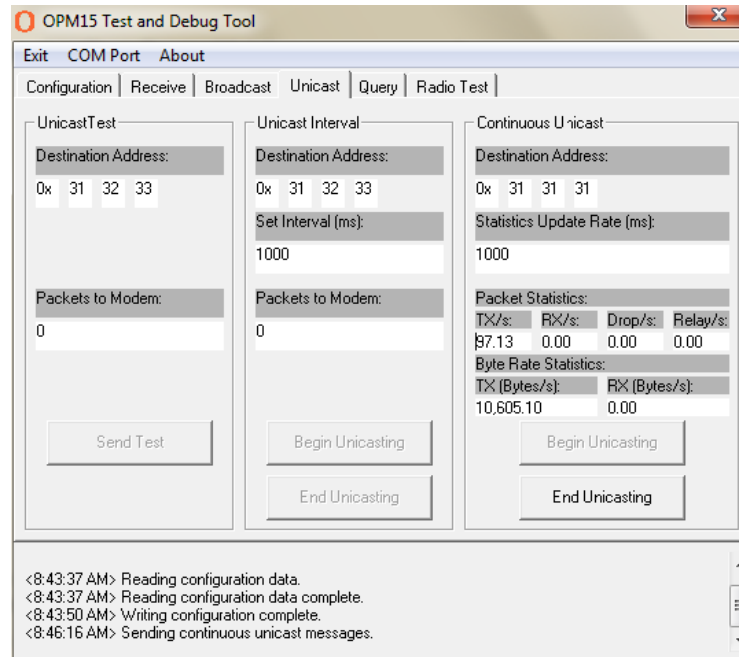 OPM15 Test and Debug Tool
Exit COM Port About
Configuration Receive Broadcast Unicast Query Radio Test
UnicastTest
Destination Address:
0x 31 32 33
Packets to Modem:
0
Send Test
Unicast Interval
Destination Address:
0x 31 32 33
Set Interval (ms):
1000
Packets to Modem:
0
Begin Unicasting
End Unicasting
Continuous Unicast
Destination Address:
0x 31 31 31
Statistics Update Rate (ms):
1000
Packet Statistics:
TX/s: RX/s: Drop/s: Relay/s:
97.13 0.00 0.00 0.00
Byte Rate Statistics:
TX (Bytes/s): RX (Bytes/s):
10,605.10 0.00
Begin Unicasting
End Unicasting
<8:43:37 AM> Reading configuration data.
<8:43:37 AM> Reading configuration data complete.
<8:43:50 AM> Writing configuration complete.
<8:46:16 AM> Sending continuous unicast messages.